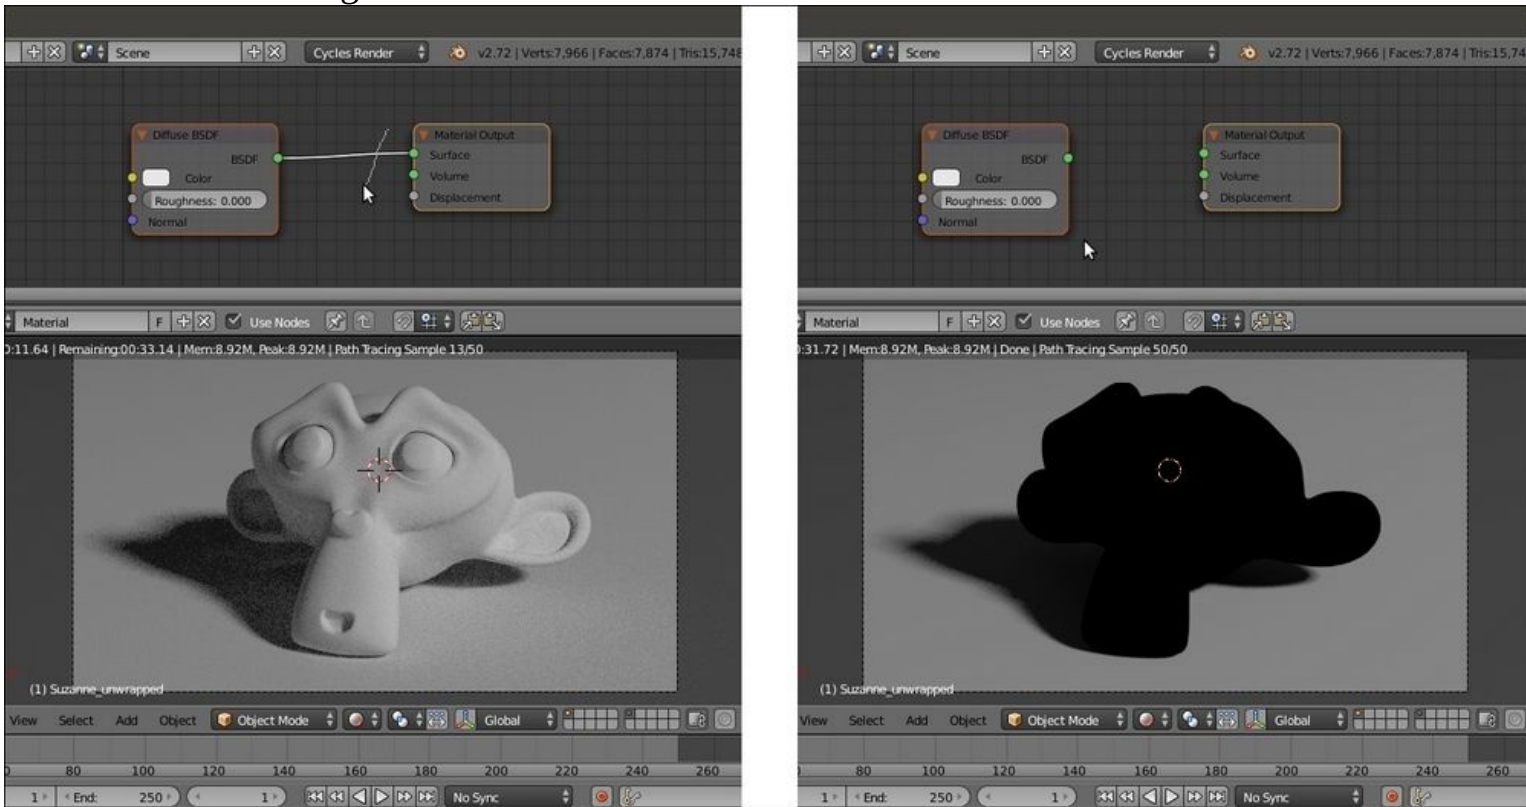 Scene Cycles Render v2.72 | Verts:7,966 | Faces:7,874 | Tris:15,748
Diffuse BSDF
BSDF
Color
Roughness: 0.000
Normal
Material Output
Surface
Volume
Displacement
Material F Use Nodes
0:11.64 | Remaining:00:33.14 | Mem:8.92M, Peak:8.92M | Path Tracing Sample 13/50
(1) Suzanne_unwrapped
View Select Add Object Object Mode Global
80 100 120 140 160 180 200 220 240 260
1 End: 250 1 No Sync
Scene Cycles Render v2.72 | Verts:7,966 | Faces:7,874 | Tris:15,74
Diffuse BSDF
BSDF
Color
Roughness: 0.000
Normal
Material Output
Surface
Volume
Displacement
Material F Use Nodes
:31.72 | Mem:8.92M, Peak:8.92M | Done | Path Tracing Sample 50/50
(1) Suzanne_unwrapped
View Select Add Object Object Mode Global
80 100 120 140 160 180 200 220 240 260
1 End: 250 1 No Sync